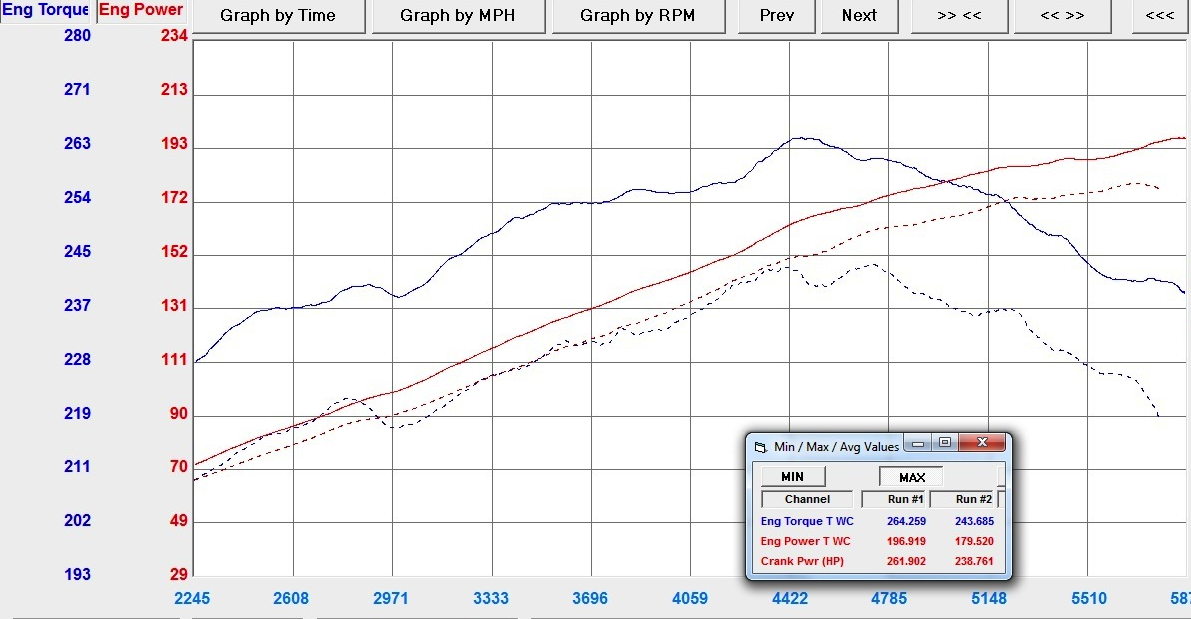 Eng Torque Eng Power Graph by Time Graph by MPH Graph by RPM Prev Next >> << << >> <<<
280 234
271 213
263 193
254 172
245 152
237 131
228 111
219 90
211 70
202 49
193 29
2245 2608 2971 3333 3696 4059 4422 4785 5148 5510 587
Min / Max / Avg Values
MIN MAX
Channel Run #1 Run #2
Eng Torque T WC 264.259 243.685
Eng Power T WC 196.919 179.520
Crank Pwr (HP) 261.902 238.761